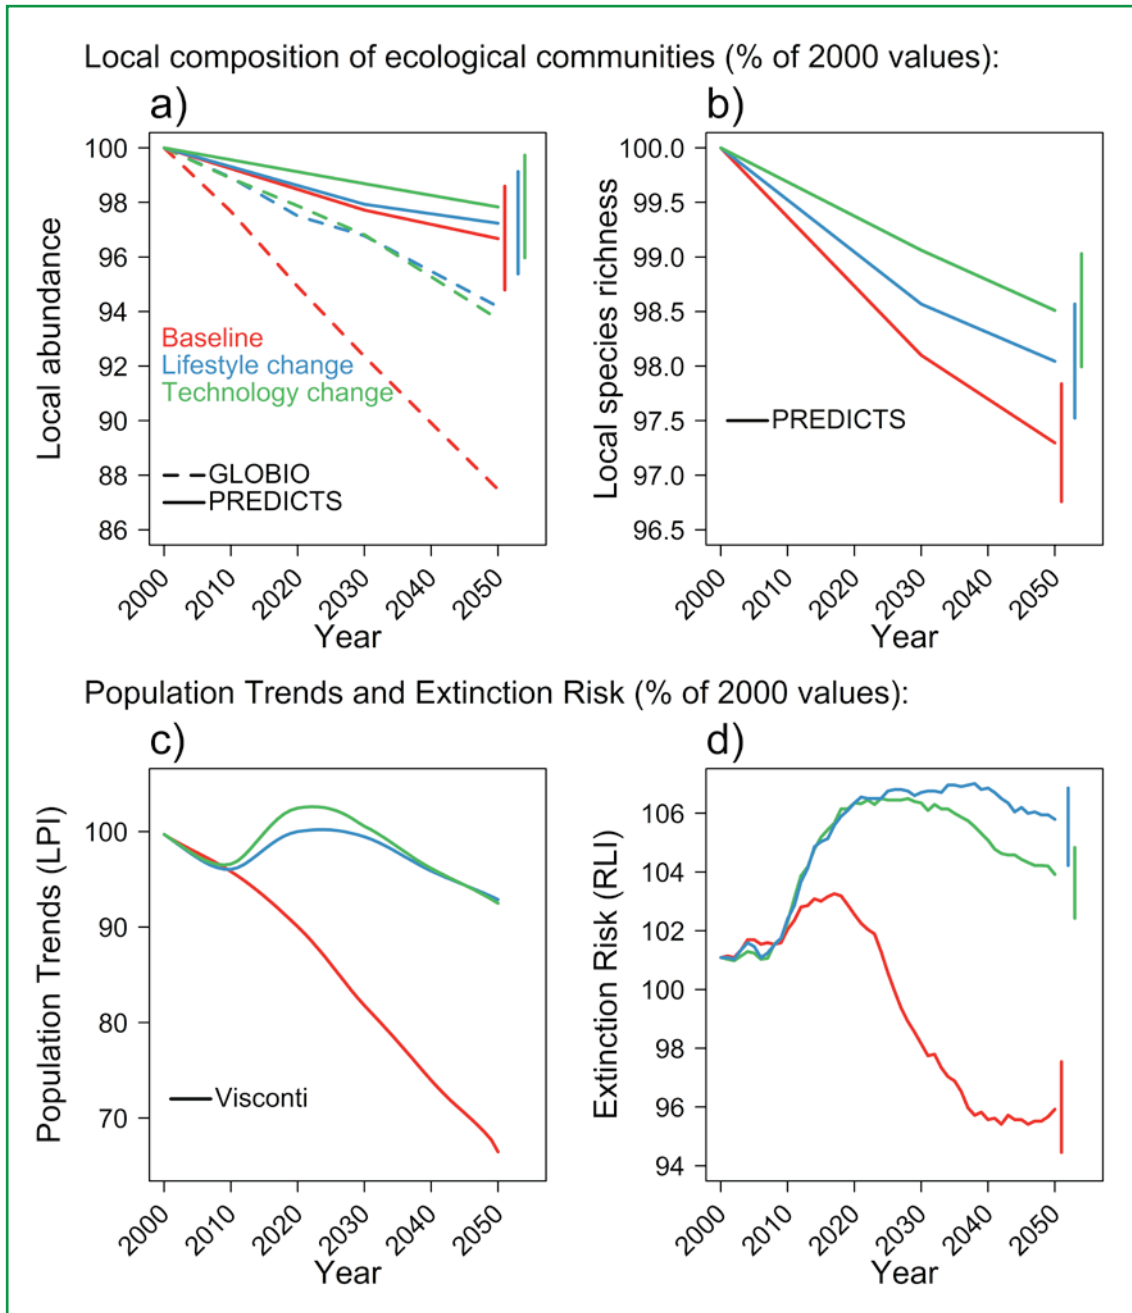 Local composition of ecological communities (% of 2000 values):
a)
Local abundance
100
98
96
94
92
90
88
86
Baseline
Lifestyle change
Technology change
GLOBIO
PREDICTS
2000
2010
2020
2030
2040
2050
Year
b)
Local species richness
100.0
99.5
99.0
98.5
98.0
97.5
97.0
96.5
PREDICTS
2000
2010
2020
2030
2040
2050
Year
Population Trends and Extinction Risk (% of 2000 values):
c)
Population Trends (LPI)
100
90
80
70
Visconti
2000
2010
2020
2030
2040
2050
Year
d)
Extinction Risk (RLI)
106
104
102
100
98
96
94
2000
2010
2020
2030
2040
2050
Year